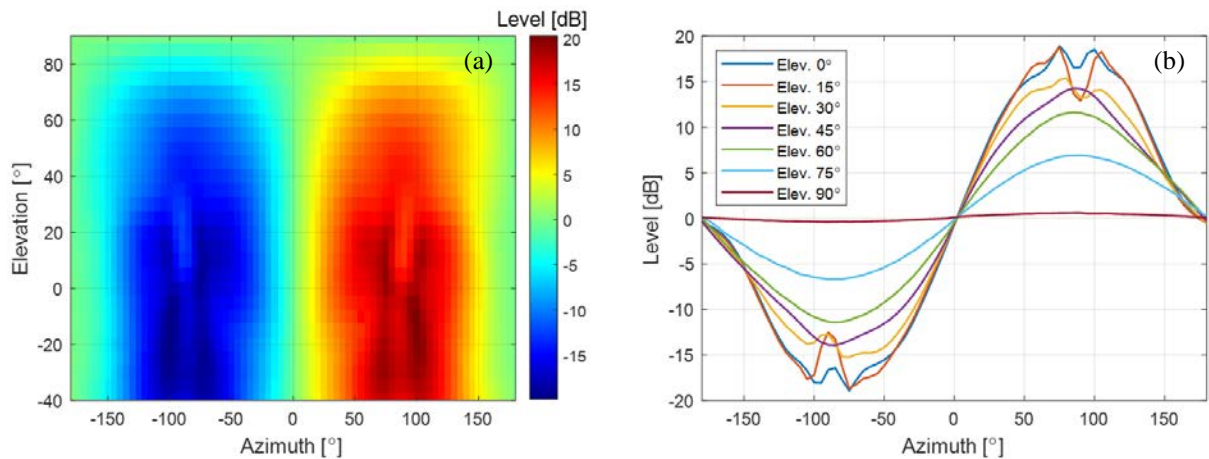 Level [dB]
20
15
10
5
0
-5
-10
-15
(a)
80
60
40
20
0
-20
-40
Elevation [°]
-150 -100 -50 0 50 100 150
Azimuth [°]
(b)
Elev. 0°
Elev. 15°
Elev. 30°
Elev. 45°
Elev. 60°
Elev. 75°
Elev. 90°
20
15
10
5
0
-5
-10
-15
-20
Level [dB]
-150 -100 -50 0 50 100 150
Azimuth [°]